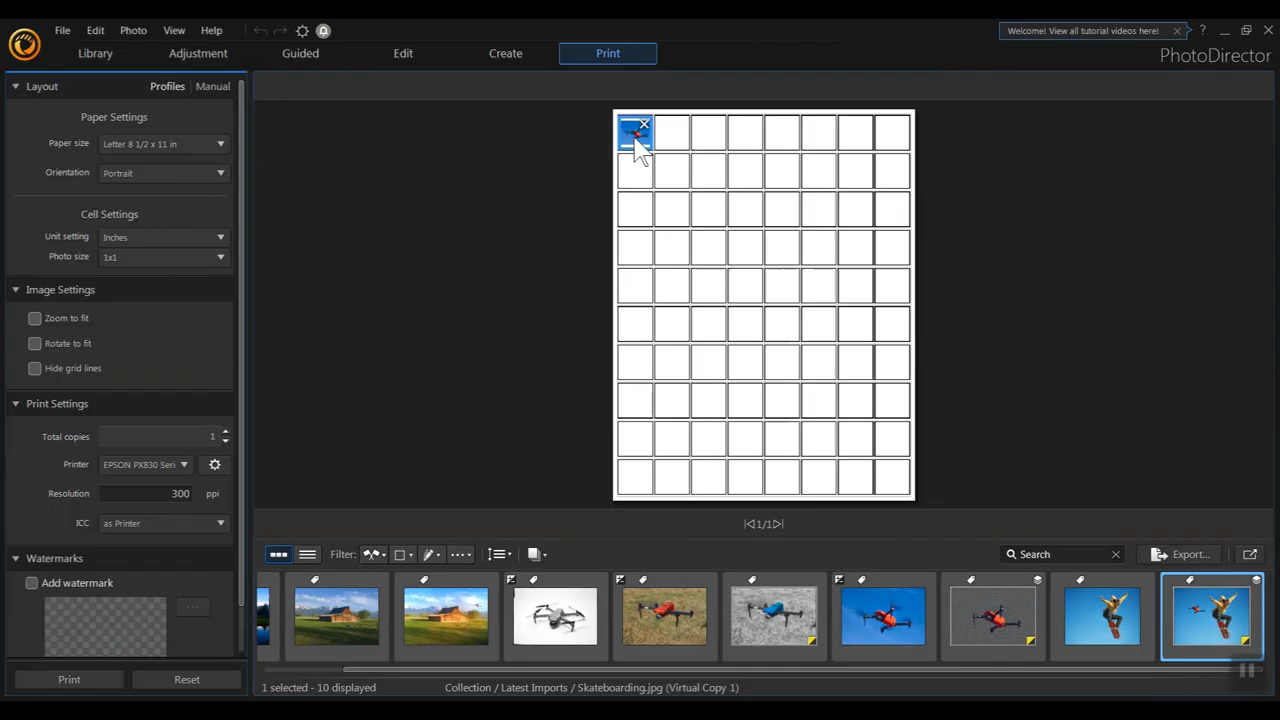 File Edit Photo View Help
Welcome! View all tutorial videos here!
?
Library Adjustment Guided Edit Create Print
PhotoDirector
Layout Profiles Manual
Paper Settings
Paper size Letter 8 1/2 x 11 in
Orientation Portrait
Cell Settings
Unit setting Inches
Photo size 1x1
Image Settings
Zoom to fit
Rotate to fit
Hide grid lines
Print Settings
Total copies 1
Printer EPSON PX830 Seri
Resolution 300 ppi
ICC as Printer
1/1
Filter: Search Export...
Watermarks
Add watermark
Print Reset
1 selected - 10 displayed Collection / Latest Imports / Skateboarding.jpg (Virtual Copy 1)